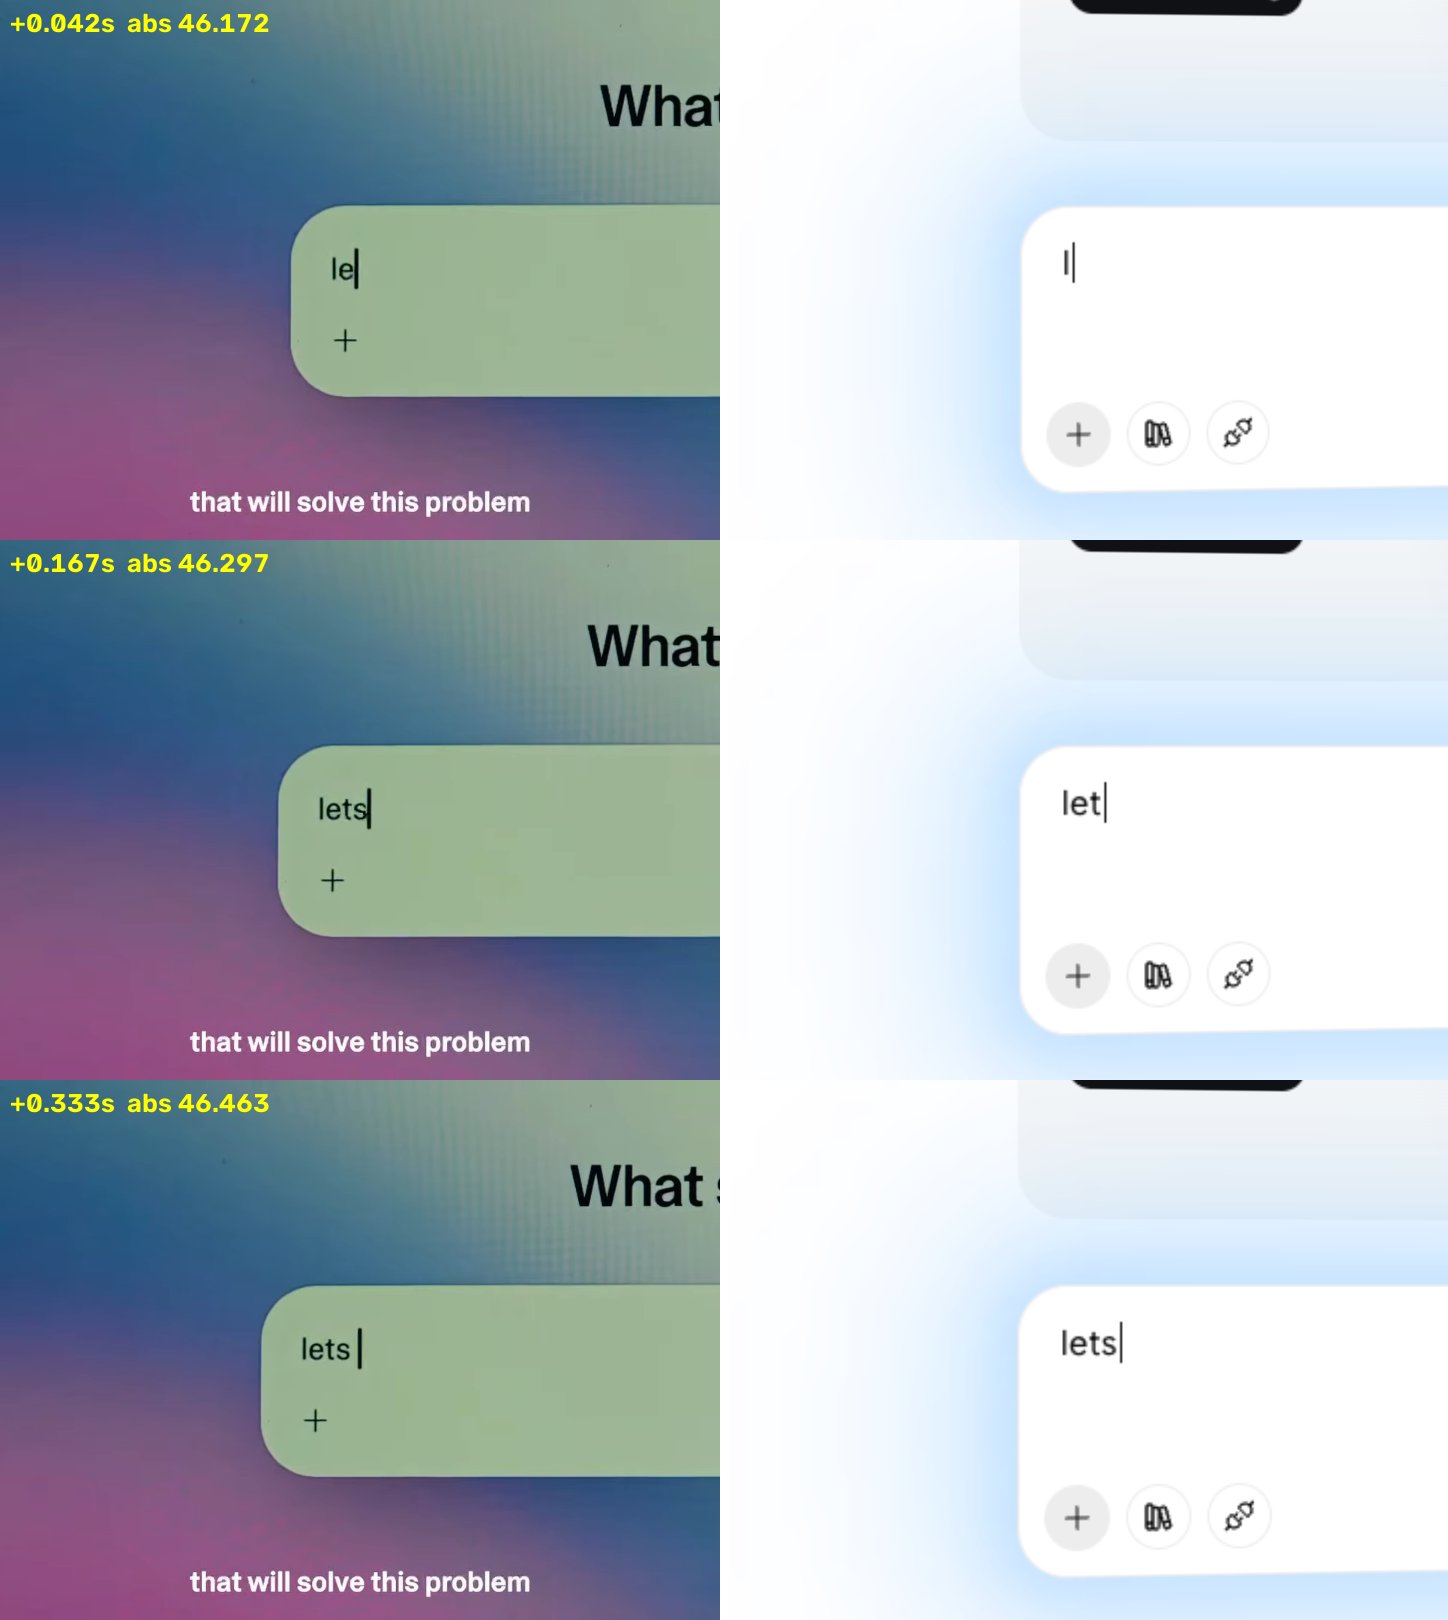 +0.042s abs 46.172
What
le
that will solve this problem
l
+0.167s abs 46.297
What
lets
that will solve this problem
let
+0.333s abs 46.463
What
lets
that will solve this problem
lets